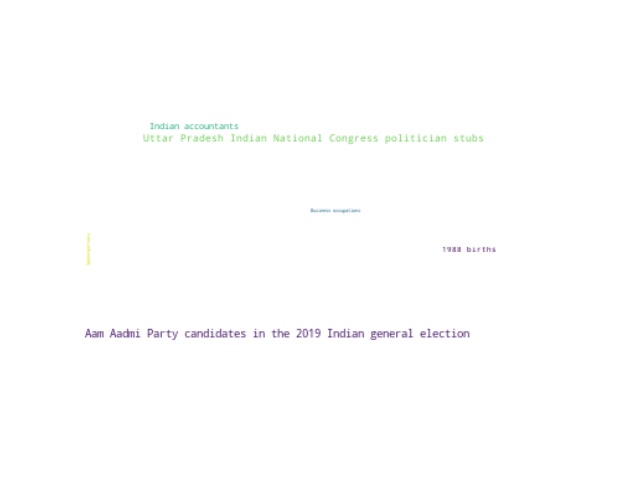 Indian accountants
Uttar Pradesh Indian National Congress politician stubs
Business occupations
1988 births
Aam Aadmi Party candidates in the 2019 Indian general election